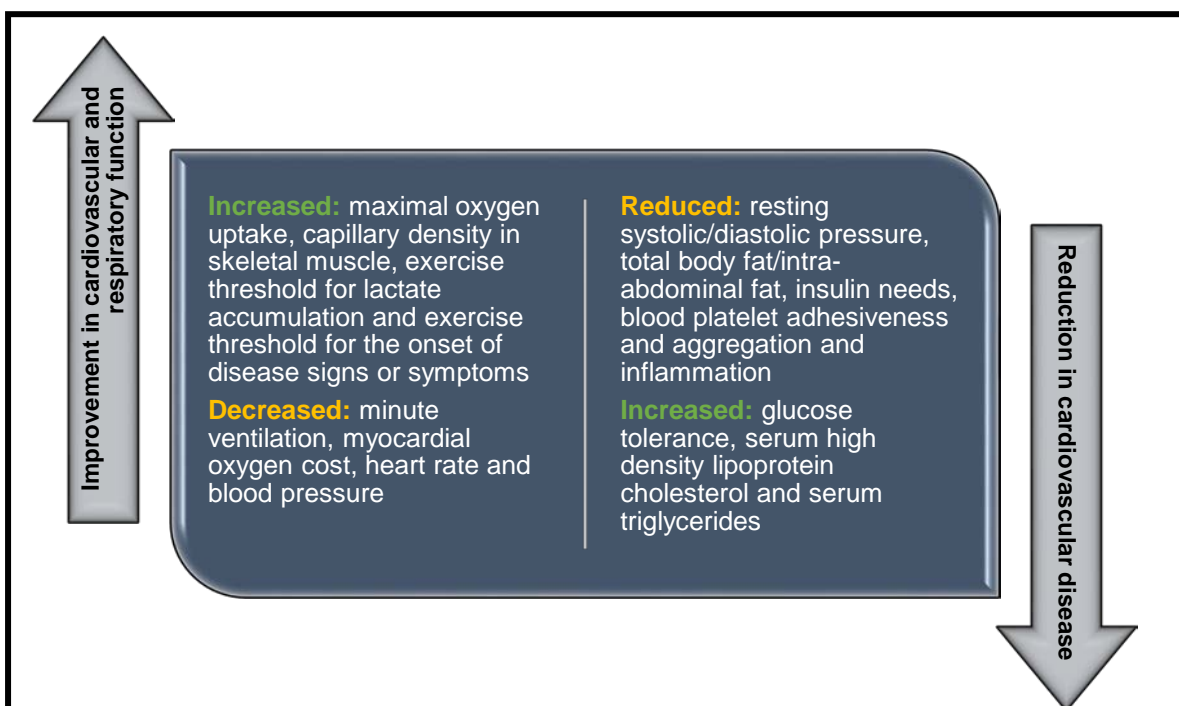 Improvement in cardiovascular and
respiratory function
Increased: maximal oxygen
uptake, capillary density in
skeletal muscle, exercise
threshold for lactate
accumulation and exercise
threshold for the onset of
disease signs or symptoms
Decreased: minute
ventilation, myocardial
oxygen cost, heart rate and
blood pressure
Reduced: resting
systolic/diastolic pressure,
total body fat/intra-
abdominal fat, insulin needs,
blood platelet adhesiveness
and aggregation and
inflammation
Increased: glucose
tolerance, serum high
density lipoprotein
cholesterol and serum
triglycerides
Reduction in cardiovascular disease